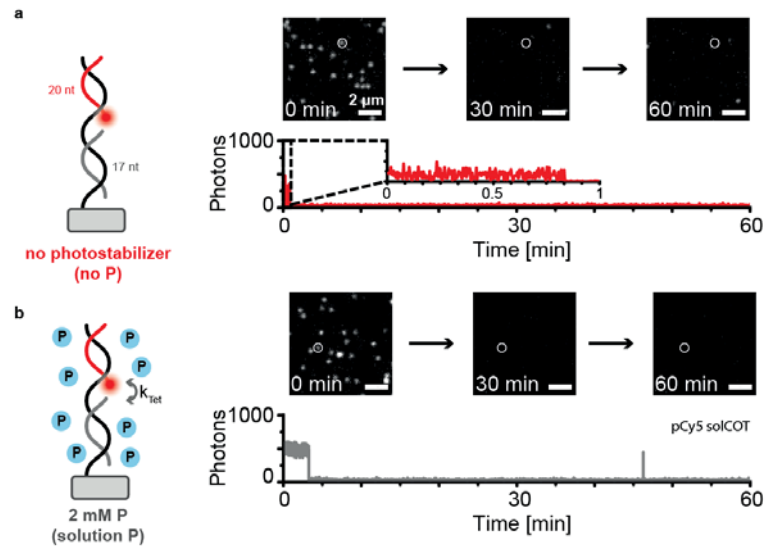 a
20 nt
17 nt
no photostabilizer
(no P)
0 min
2 μm
30 min
60 min
Photons
1000
0
0
0.5
1
0
30
60
Time [min]
b
P
P
P
P
P
P
P
P
kTet
2 mM P
(solution P)
0 min
30 min
60 min
Photons
1000
0
pCy5 solCOT
0
30
60
Time [min]